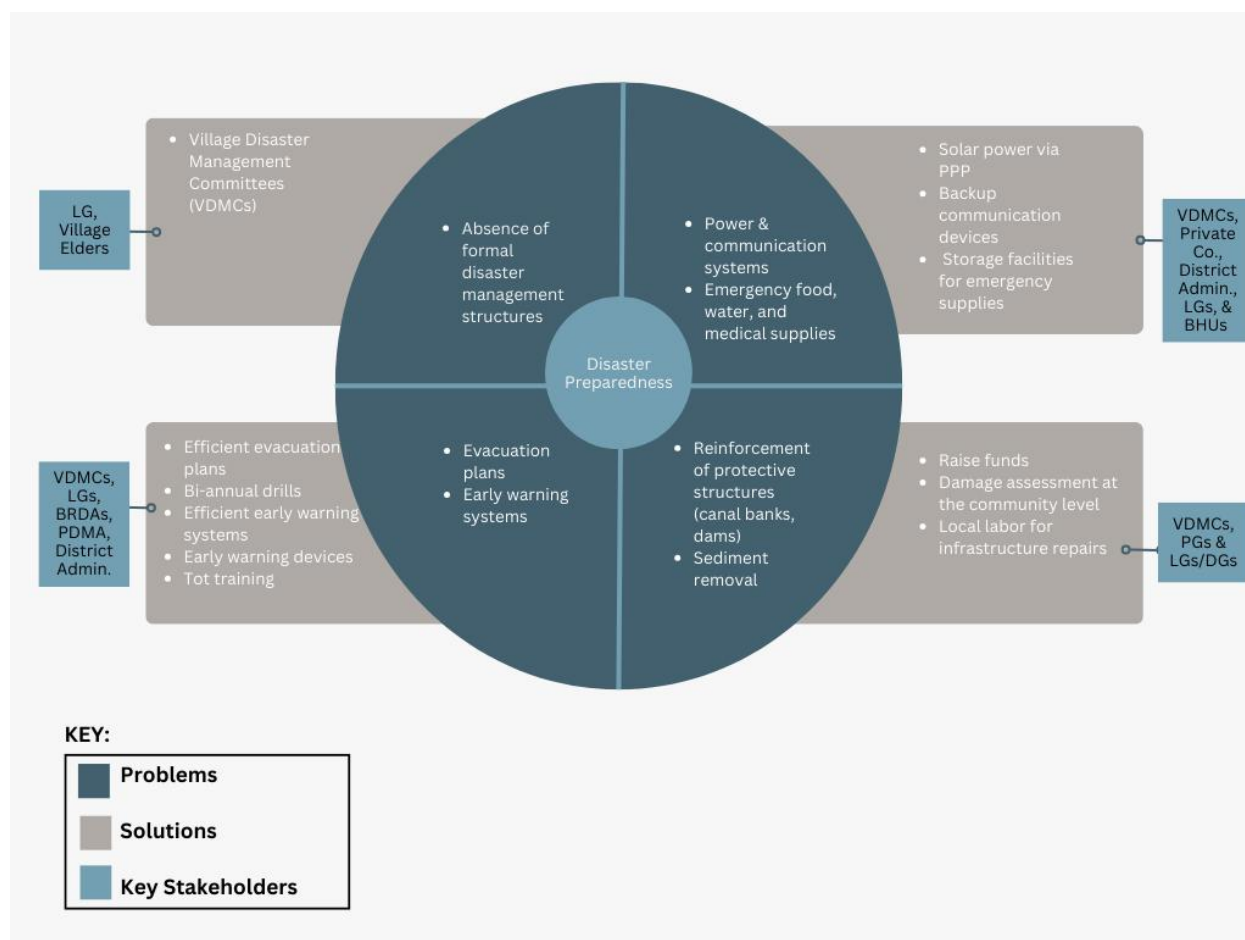 • Village Disaster
Management
Committees
(VDMCs)
LG,
Village
Elders
• Absence of
formal
disaster
management
structures
• Power &
communication
systems
• Emergency food,
water, and
medical supplies
• Solar power via
PPP
• Backup
communication
devices
• Storage facilities
for emergency
supplies
VDMCs,
Private
Co.,
District
Admin.,
LGs, &
BHUs
Disaster
Preparedness
VDMCs,
LGs,
BRDAs,
PDMA,
District
Admin.
• Efficient evacuation
plans
• Bi-annual drills
• Efficient early warning
systems
• Early warning devices
• Tot training
• Evacuation
plans
• Early warning
systems
• Reinforcement
of protective
structures
(canal banks,
dams)
• Sediment
removal
• Raise funds
• Damage assessment at
the community level
• Local labor for
infrastructure repairs
VDMCs,
PGs &
LGs/DGs
KEY:
Problems
Solutions
Key Stakeholders